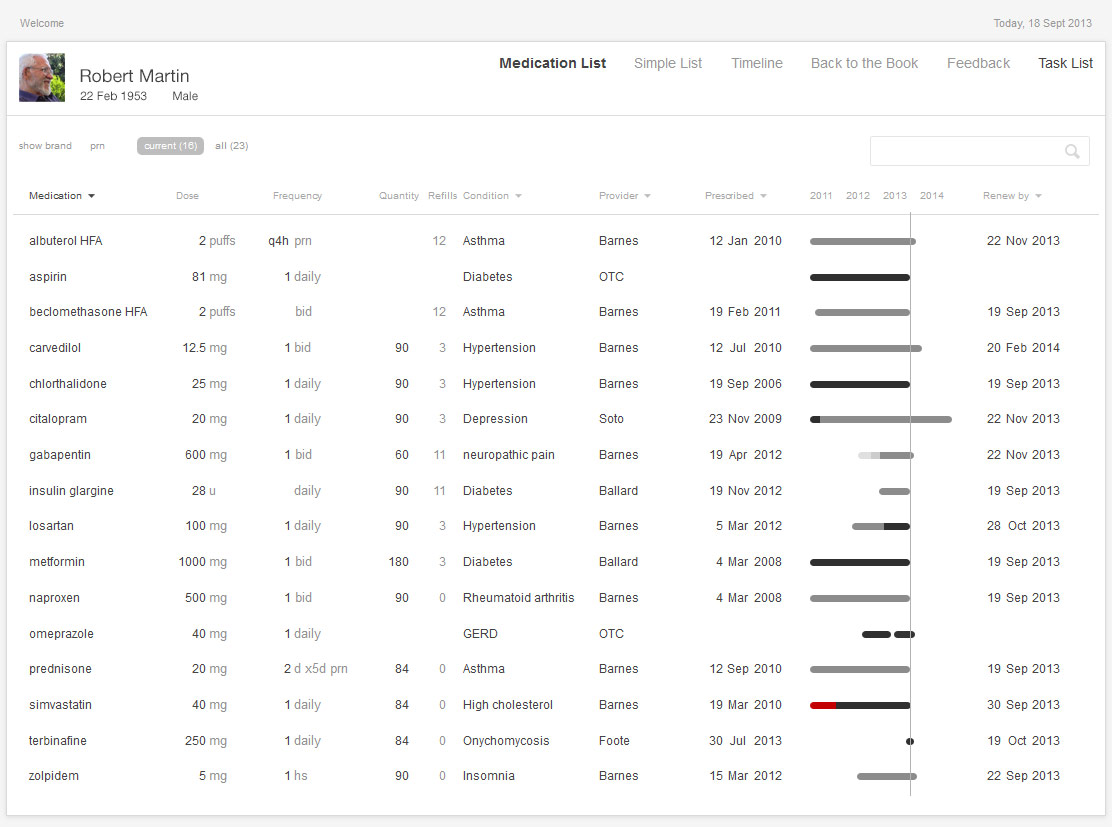 Welcome Today, 18 Sept 2013
Robert Martin
22 Feb 1953 Male
Medication List Simple List Timeline Back to the Book Feedback Task List
show brand prn current (16) all (23)
Medication Dose Frequency Quantity Refills Condition Provider Prescribed 2011 2012 2013 2014 Renew by
albuterol HFA 2 puffs q4h prn 12 Asthma Barnes 12 Jan 2010 22 Nov 2013
aspirin 81 mg 1 daily Diabetes OTC
beclomethasone HFA 2 puffs bid 12 Asthma Barnes 19 Feb 2011 19 Sep 2013
carvedilol 12.5 mg 1 bid 90 3 Hypertension Barnes 12 Jul 2010 20 Feb 2014
chlorthalidone 25 mg 1 daily 90 3 Hypertension Barnes 19 Sep 2006 19 Sep 2013
citalopram 20 mg 1 daily 90 3 Depression Soto 23 Nov 2009 22 Nov 2013
gabapentin 600 mg 1 bid 60 11 neuropathic pain Barnes 19 Apr 2012 22 Nov 2013
insulin glargine 28 u daily 90 11 Diabetes Ballard 19 Nov 2012 19 Sep 2013
losartan 100 mg 1 daily 90 3 Hypertension Barnes 5 Mar 2012 28 Oct 2013
metformin 1000 mg 1 bid 180 3 Diabetes Ballard 4 Mar 2008 19 Sep 2013
naproxen 500 mg 1 bid 90 0 Rheumatoid arthritis Barnes 4 Mar 2008 19 Sep 2013
omeprazole 40 mg 1 daily GERD OTC
prednisone 20 mg 2 d x5d prn 84 0 Asthma Barnes 12 Sep 2010 19 Sep 2013
simvastatin 40 mg 1 daily 84 0 High cholesterol Barnes 19 Mar 2010 30 Sep 2013
terbinafine 250 mg 1 daily 84 0 Onychomycosis Foote 30 Jul 2013 19 Oct 2013
zolpidem 5 mg 1 hs 90 0 Insomnia Barnes 15 Mar 2012 22 Sep 2013